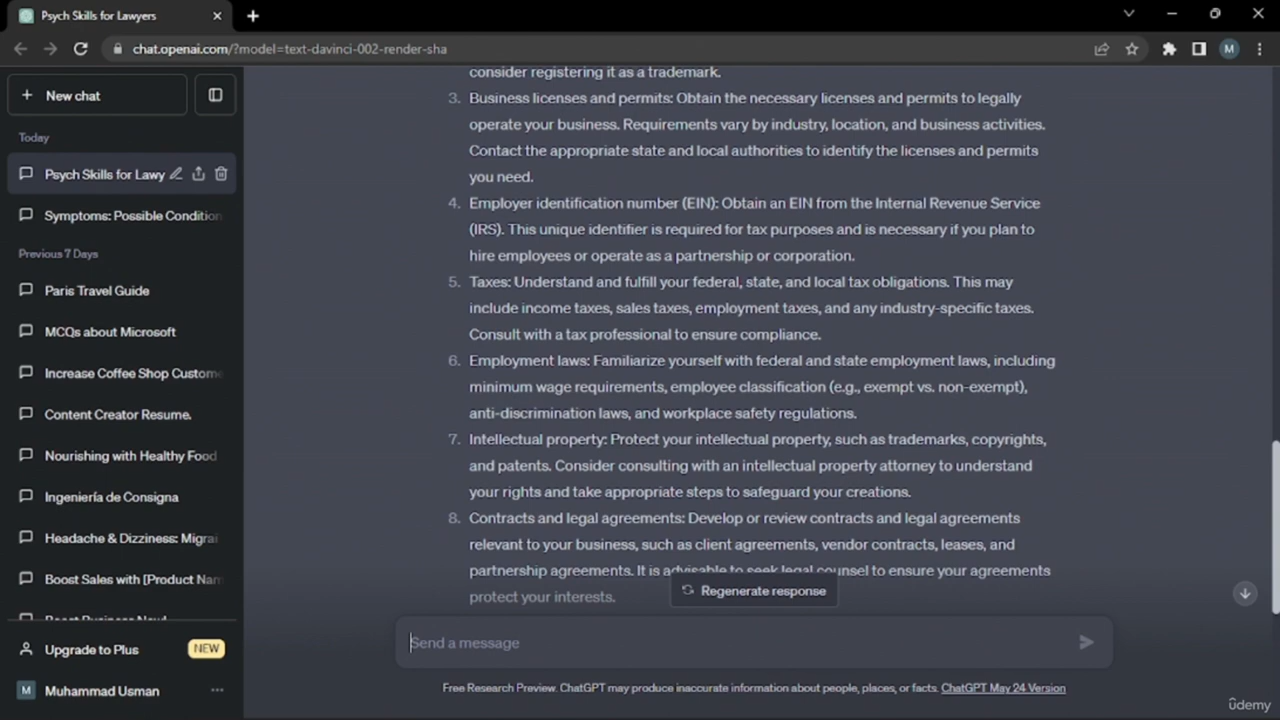 Psych Skills for Lawyers
chat.openai.com/?model=text-davinci-002-render-sha
M
New chat
Today
Psych Skills for Lawy
Symptoms: Possible Condition
Previous 7 Days
Paris Travel Guide
MCQs about Microsoft
Increase Coffee Shop Custome
Content Creator Resume.
Nourishing with Healthy Food
Ingeniería de Consigna
Headache & Dizziness: Migrai
Boost Sales with [Product Nam
Boost Business Now!
Upgrade to Plus NEW
M Muhammad Usman
consider registering it as a trademark.
3. Business licenses and permits: Obtain the necessary licenses and permits to legally
operate your business. Requirements vary by industry, location, and business activities.
Contact the appropriate state and local authorities to identify the licenses and permits
you need.
4. Employer identification number (EIN): Obtain an EIN from the Internal Revenue Service
(IRS). This unique identifier is required for tax purposes and is necessary if you plan to
hire employees or operate as a partnership or corporation.
5. Taxes: Understand and fulfill your federal, state, and local tax obligations. This may
include income taxes, sales taxes, employment taxes, and any industry-specific taxes.
Consult with a tax professional to ensure compliance.
6. Employment laws: Familiarize yourself with federal and state employment laws, including
minimum wage requirements, employee classification (e.g., exempt vs. non-exempt),
anti-discrimination laws, and workplace safety regulations.
7. Intellectual property: Protect your intellectual property, such as trademarks, copyrights,
and patents. Consider consulting with an intellectual property attorney to understand
your rights and take appropriate steps to safeguard your creations.
8. Contracts and legal agreements: Develop or review contracts and legal agreements
relevant to your business, such as client agreements, vendor contracts, leases, and
partnership agreements. It is advisable to seek legal counsel to ensure your agreements
protect your interests.
Regenerate response
Send a message
Free Research Preview. ChatGPT may produce inaccurate information about people, places, or facts. ChatGPT May 24 Version
ûdemy